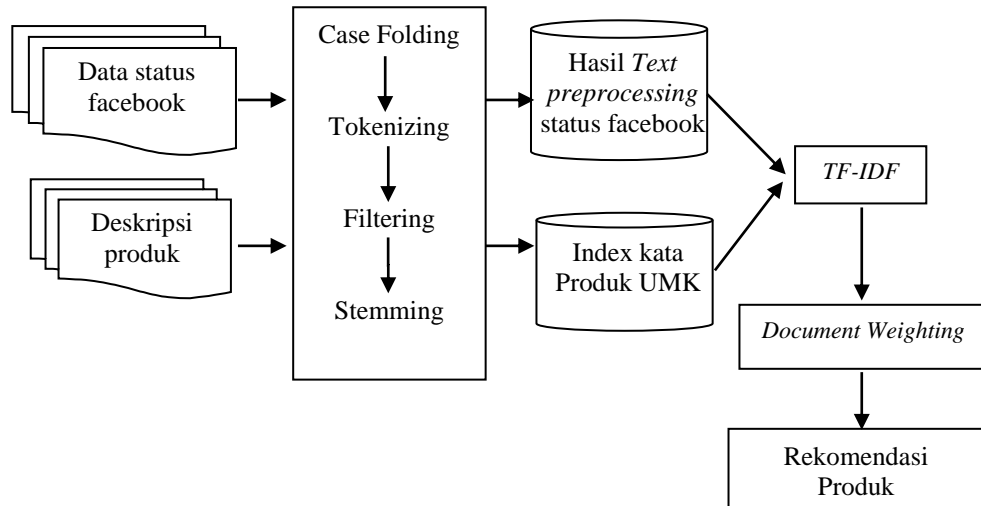 Data status
facebook
Deskripsi
produk
Case Folding
Tokenizing
Filtering
Stemming
Hasil Text
preprocessing
status facebook
Index kata
Produk UMK
TF-IDF
Document Weighting
Rekomendasi
Produk